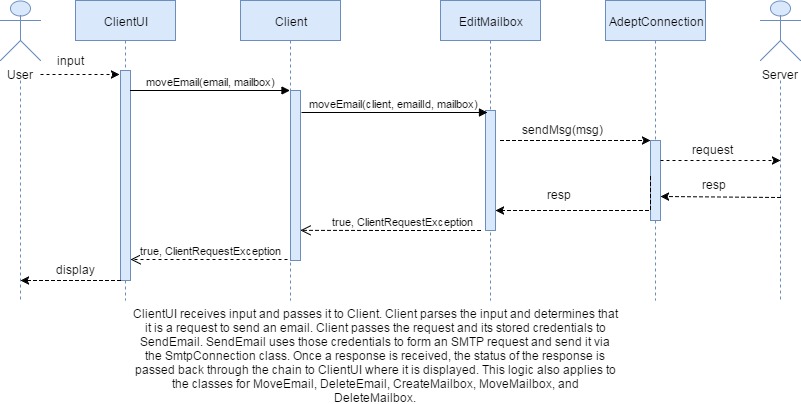 ClientUI
Client
EditMailbox
AdeptConnection
User
Server
input
moveEmail(email, mailbox)
moveEmail(client, emailId, mailbox)
sendMsg(msg)
request
resp
resp
true, ClientRequestException
true, ClientRequestException
display
ClientUI receives input and passes it to Client. Client parses the input and determines that
it is a request to send an email. Client passes the request and its stored credentials to
SendEmail. SendEmail uses those credentials to form an SMTP request and send it via
the SmtpConnection class. Once a response is received, the status of the response is
passed back through the chain to ClientUI where it is displayed. This logic also applies to
the classes for MoveEmail, DeleteEmail, CreateMailbox, MoveMailbox, and
DeleteMailbox.